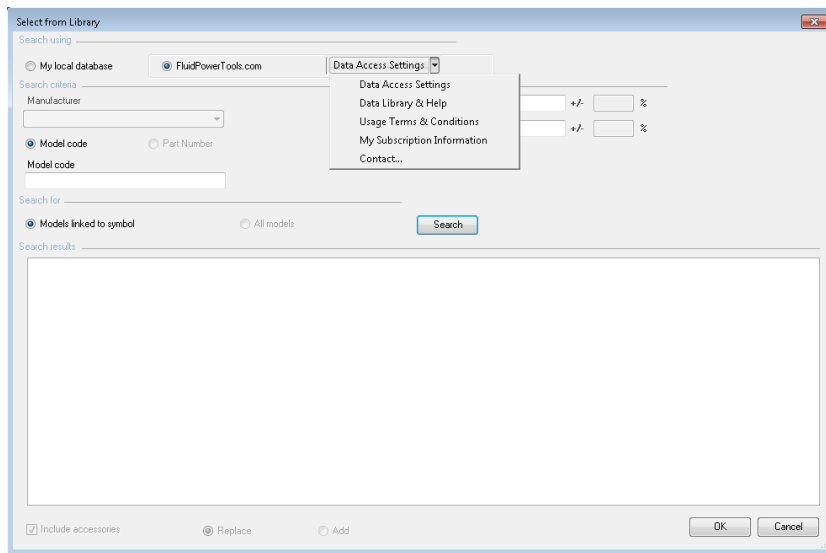 Select from Library
Search using
My local database FluidPowerTools.com Data Access Settings
Data Access Settings
Data Library & Help
Usage Terms & Conditions
My Subscription Information
Contact...
Search criteria
Manufacturer
+/- %
+/- %
Model code Part Number
Model code
Search for
Models linked to symbol All models Search
Search results
Include accessories Replace Add OK Cancel